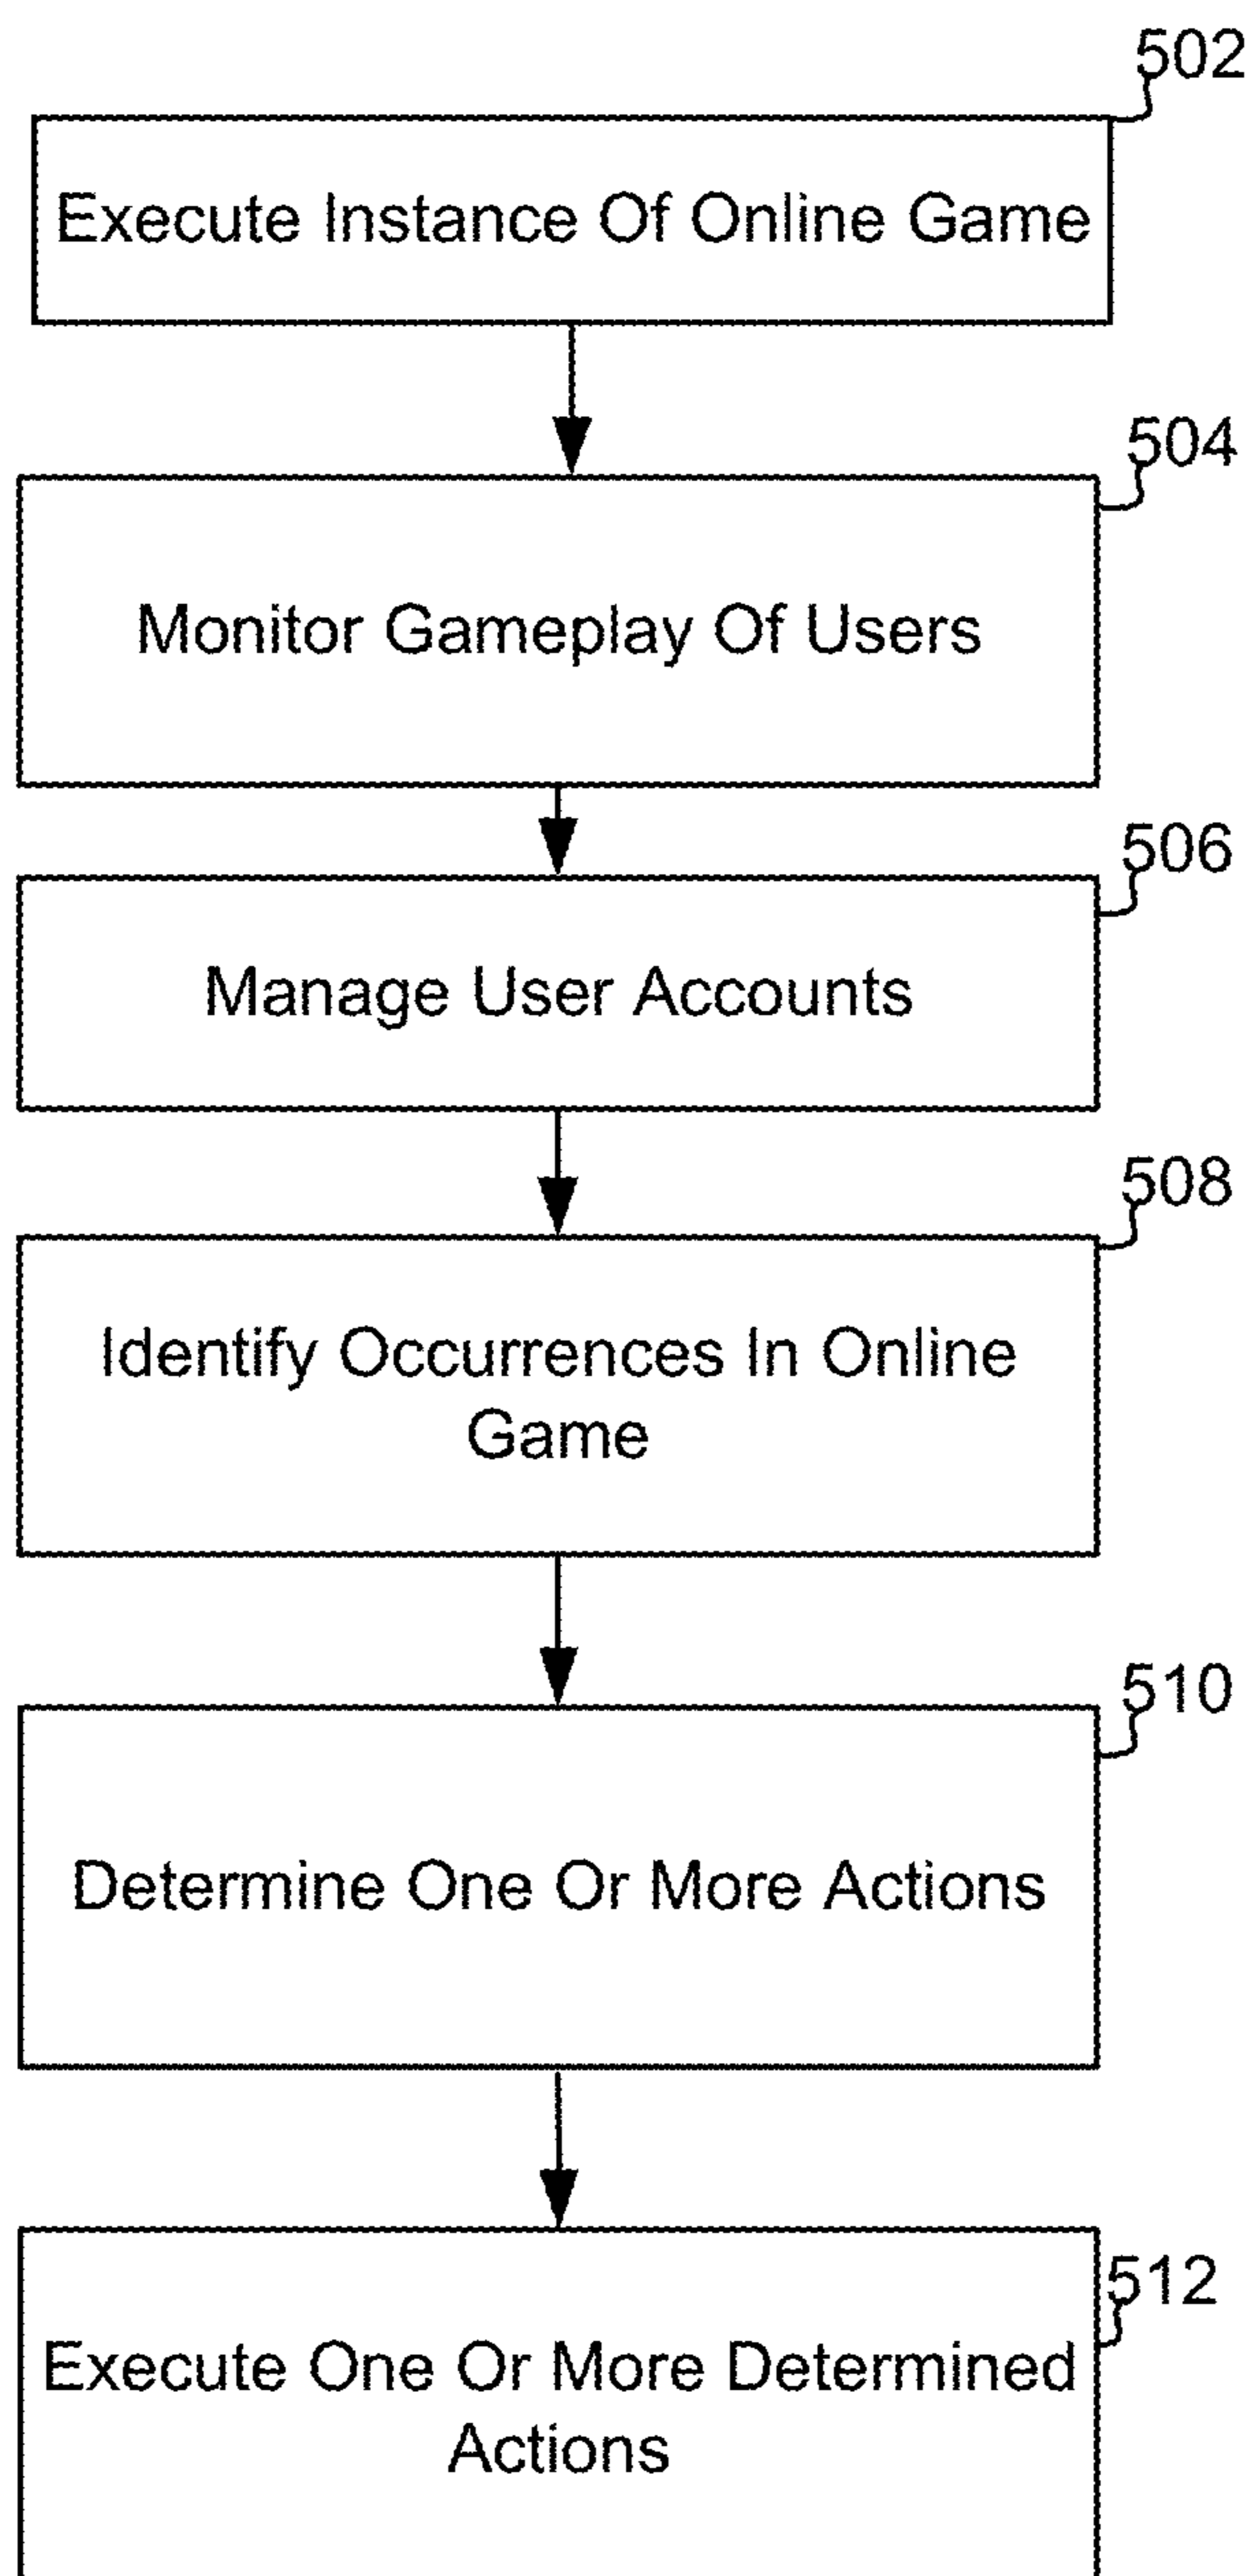 502
Execute Instance Of Online Game
504
Monitor Gameplay Of Users
506
Manage User Accounts
508
Identify Occurrences In Online
Game
510
Determine One Or More Actions
512
Execute One Or More Determined
Actions